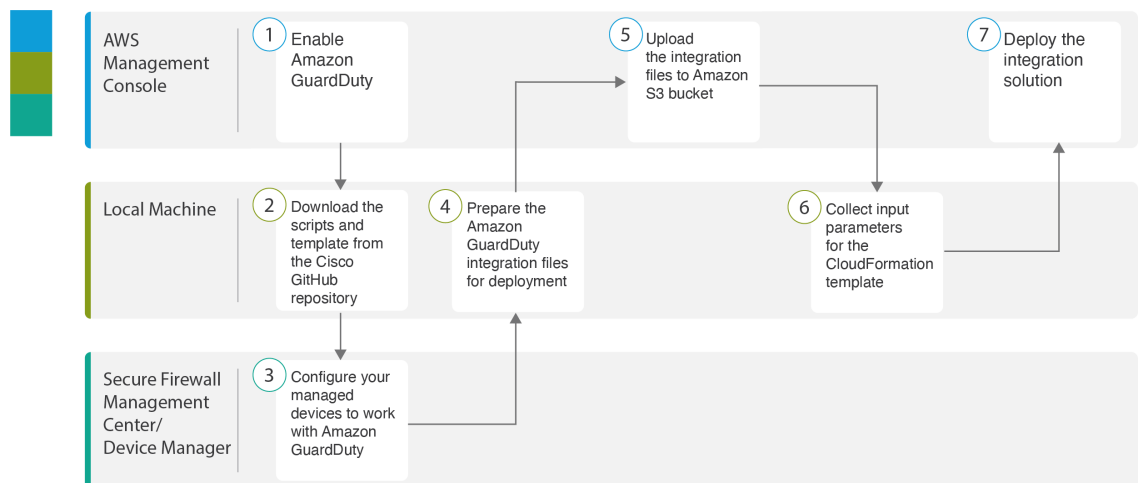 AWS
Management
Console
1
Enable
Amazon
GuardDuty
5
Upload
the integration
files to Amazon
S3 bucket
7
Deploy the
integration
solution
Local Machine
2
Download the
scripts and
template from
the Cisco
GitHub
repository
4
Prepare the
Amazon
GuardDuty
integration files
for deployment
6
Collect input
parameters
for the
CloudFormation
template
Secure Firewall
Management
Center/
Device Manager
3
Configure your
managed
devices to work
with Amazon
GuardDuty